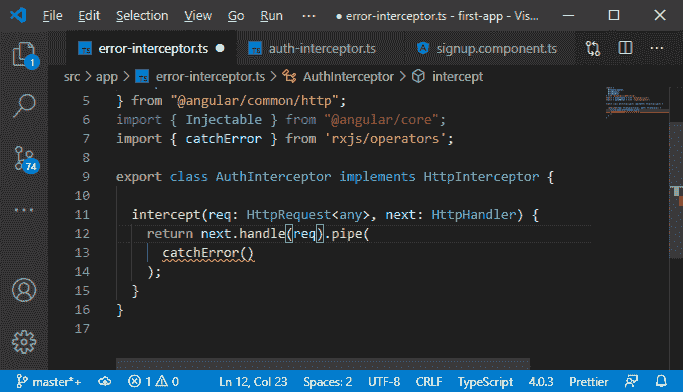 File Edit Selection View Go Run ··· ● error-interceptor.ts - first-app - Vis...
TS error-interceptor.ts ● TS auth-interceptor.ts signup.component.ts ···
1
src > app > TS error-interceptor.ts > AuthInterceptor > intercept
5 } from "@angular/common/http";
6 import { Injectable } from "@angular/core";
7 import { catchError } from 'rxjs/operators';
8
9 export class AuthInterceptor implements HttpInterceptor {
10
11 intercept(req: HttpRequest<any>, next: HttpHandler) {
12 return next.handle(req).pipe(
13 catchError()
14 );
15 }
16 }
17
74
master*+ 1 0 Ln 12, Col 23 Spaces: 2 UTF-8 CRLF TypeScript 4.0.3 Prettier